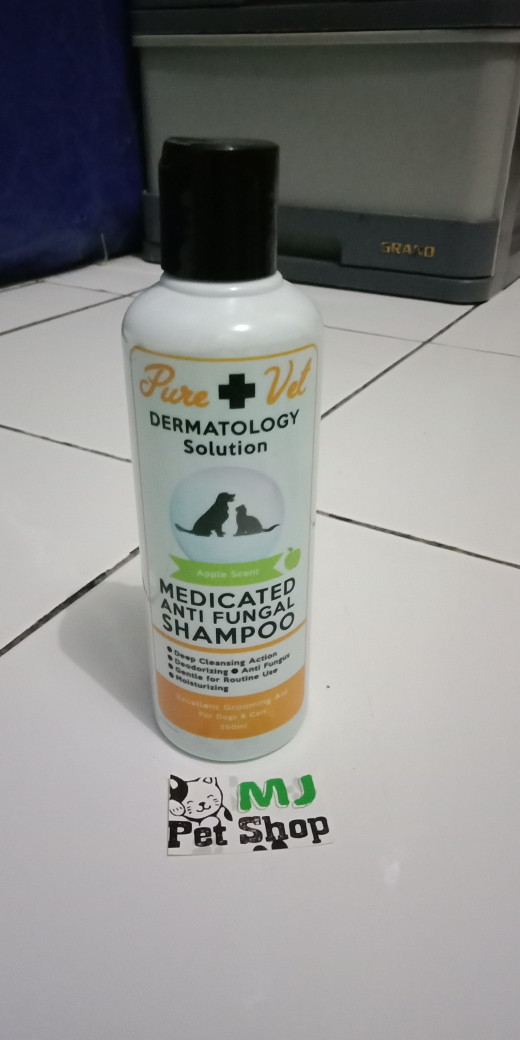 GRAND
Pure Vet
DERMATOLOGY
Solution
Apple Scent
MEDICATED
ANTI FUNGAL
SHAMPOO
Deep Cleansing Action
Deodorizing ● Anti Fungus
Gentle for Routine Use
Moisturizing
Excellent Grooming Aid
For Dogs & Cats
250ml
MJ
Pet Shop